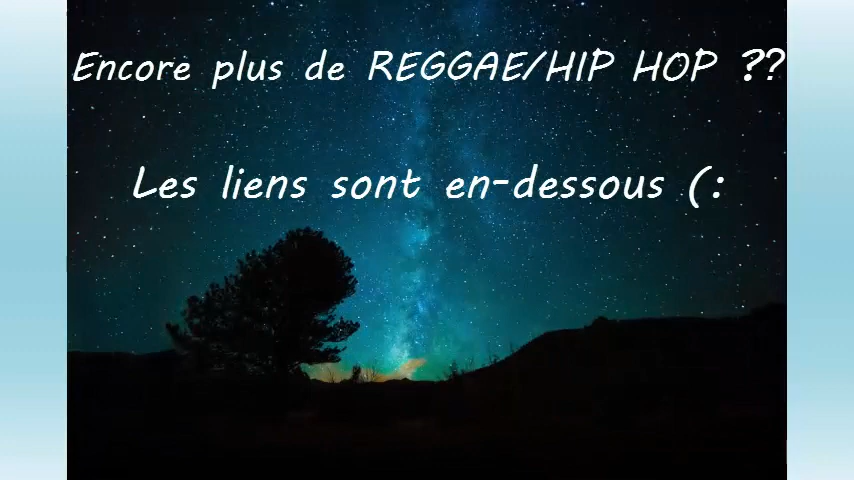 Encore plus de REGGAE/HIP HOP ??
Les liens sont en-dessous (: